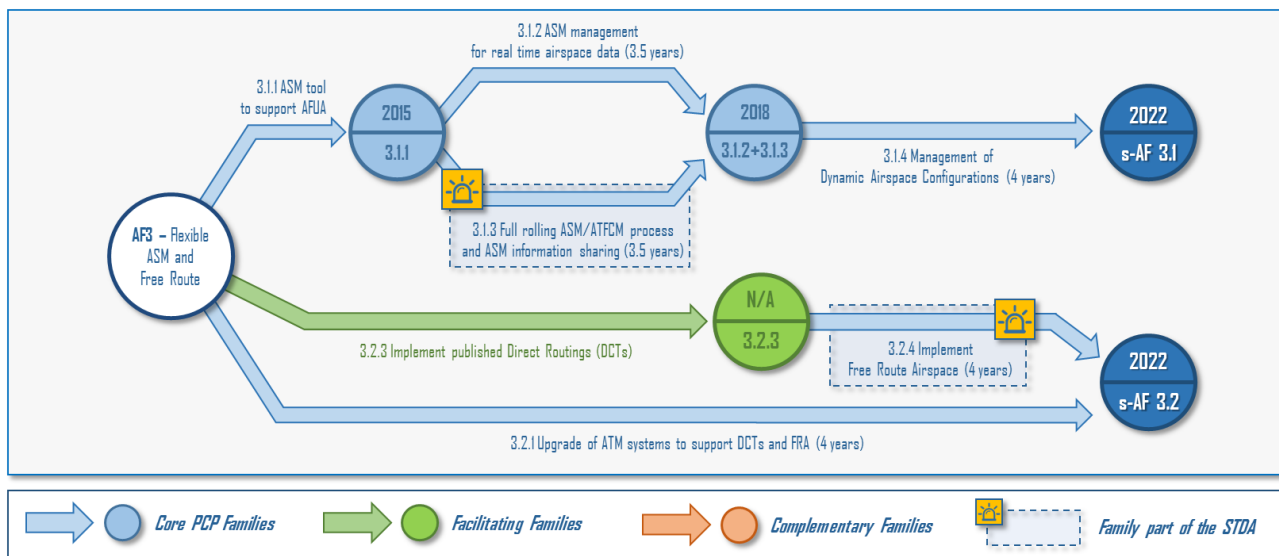 3.1.2 ASM management
for real time airspace data (3.5 years)
3.1.1 ASM tool
to support AFUA
2015
3.1.1
2018
3.1.2+3.1.3
2022
s-AF 3.1
3.1.4 Management of
Dynamic Airspace Configurations (4 years)
3.1.3 Full rolling ASM/ATFCM process
and ASM information sharing (3.5 years)
AF3 – Flexible
ASM and
Free Route
N/A
3.2.3
3.2.3 Implement published Direct Routings (DCTs)
3.2.4 Implement
Free Route Airspace (4 years)
2022
s-AF 3.2
3.2.1 Upgrade of ATM systems to support DCTs and FRA (4 years)
Core PCP Families
Facilitating Families
Complementary Families
Family part of the STDA